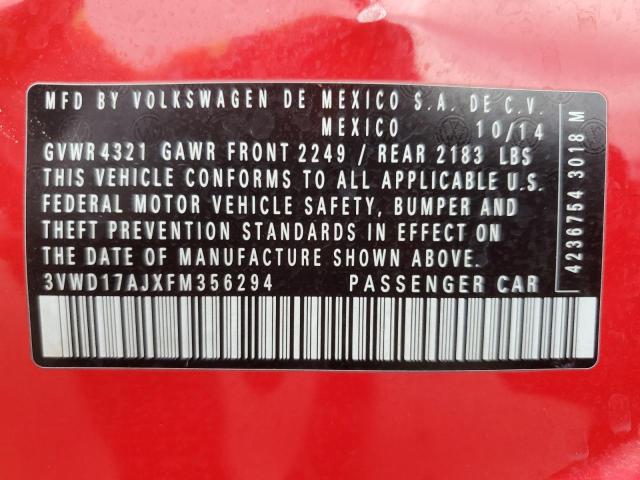 MFD BY VOLKSWAGEN DE MEXICO S.A. DE C.V.
MEXICO 10/14
GVWR 4321 GAWR FRONT 2249 / REAR 2183 LBS
THIS VEHICLE CONFORMS TO ALL APPLICABLE U.S.
FEDERAL MOTOR VEHICLE SAFETY, BUMPER AND
THEFT PREVENTION STANDARDS IN EFFECT ON
THE DATE OF MANUFACTURE SHOWN ABOVE.
3VWD17AJXFM356294 PASSENGER CAR
4236754 3018 M